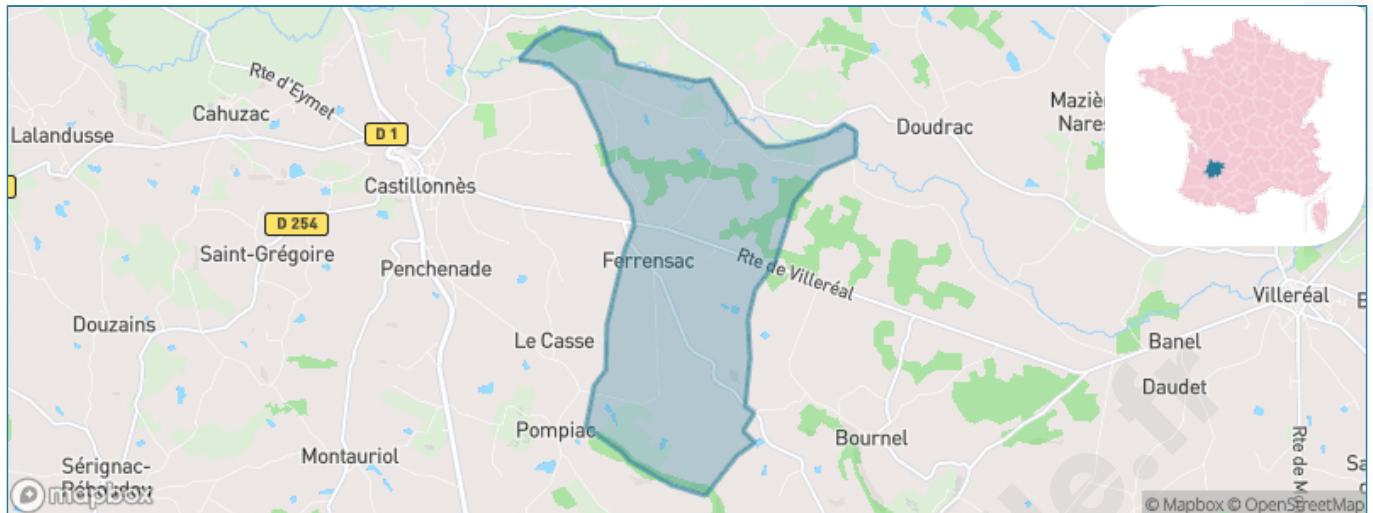 Rte d'Eymet
Cahuzac
Lalandusse
D 1
Doudrac
Castillonnès
D 254
Saint-Grégoire
Penchenade
Ferrensac
Rte de Villeréal
Villeréal
Douzains
Le Casse
Banel
Daudet
Pompiac
Bournel
Montauriol
Sérignac-
Péboudou
mapbox
© Mapbox © OpenStreetMap